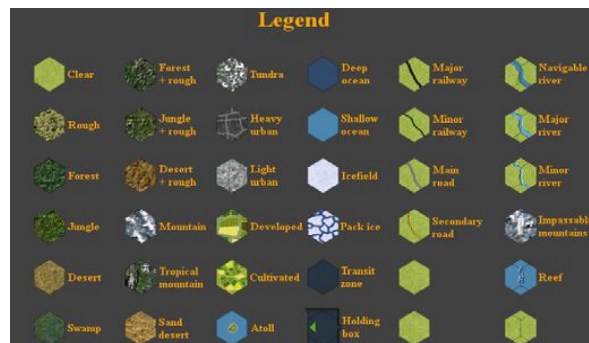 Legend
Clear
Forest
+ rough
Tundra
Deep
ocean
Major
railway
Navigable
river
Rough
Jungle
+ rough
Heavy
urban
Shallow
ocean
Minor
railway
Major
river
Forest
Desert
+ rough
Light
urban
Icefield
Main
road
Minor
river
Jungle
Mountain
Developed
Pack ice
Secondary
road
Impassable
mountains
Desert
Tropical
mountain
Cultivated
Transit
zone
Reef
Swamp
Sand
desert
Atoll
Holding
box